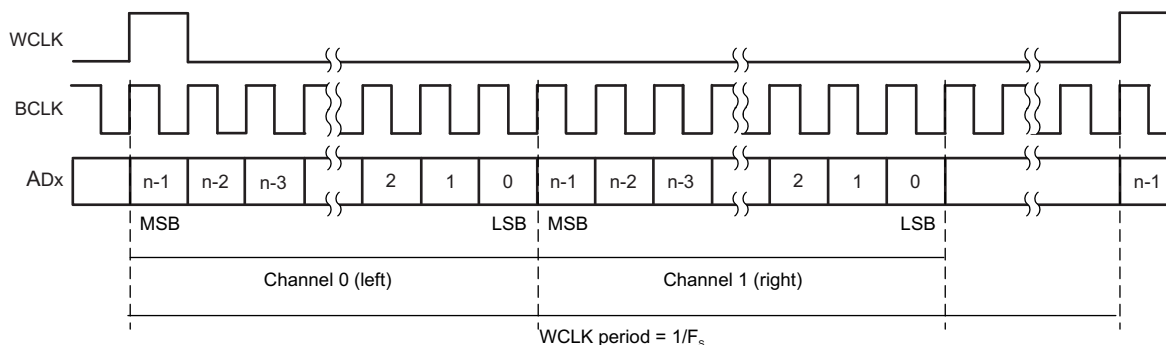 WCLK
BCLK
ADx n-1 n-2 n-3 2 1 0 n-1 n-2 n-3 2 1 0 n-1
MSB LSB MSB LSB
Channel 0 (left) Channel 1 (right)
WCLK period = 1/Fs